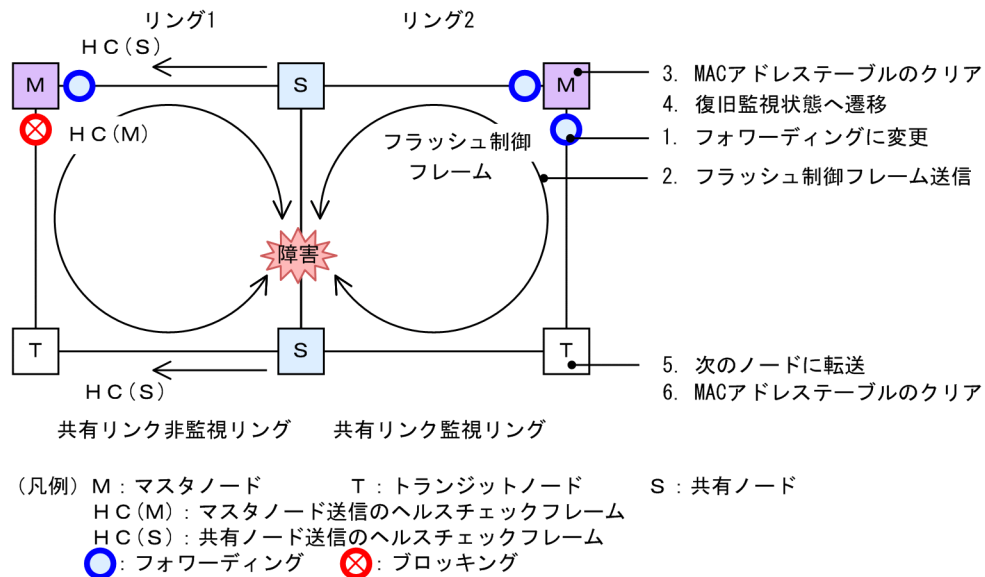 リング1
リング2
HC(S)
M
S
M
3. MACアドレステーブルのクリア
4. 復旧監視状態へ遷移
HC(M)
フラッシュ制御
フレーム
1. フォワーディングに変更
2. フラッシュ制御フレーム送信
障害
T
S
T
5. 次のノードに転送
6. MACアドレステーブルのクリア
HC(S)
共有リンク非監視リング
共有リンク監視リング
(凡例) M:マスタノード T:トランジットノード S:共有ノード
HC(M):マスタノード送信のヘルスチェックフレーム
HC(S):共有ノード送信のヘルスチェックフレーム
:フォワーディング :ブロッキング